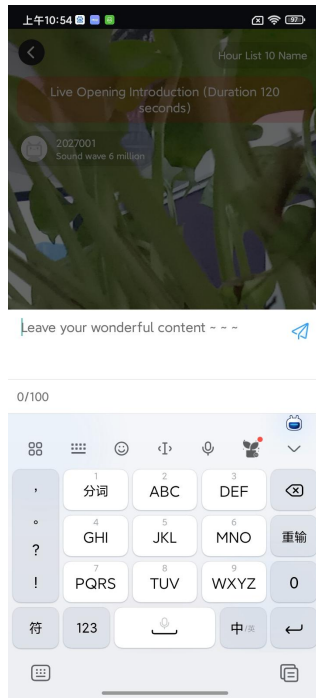 上午10:54
97
Hour List 10 Name
Live Opening Introduction (Duration 120
seconds)
2027001
Sound wave 6 million
Leave your wonderful content ~ ~ ~
0/100
,
1
分词
2
ABC
3
DEF
。
4
GHI
5
JKL
6
MNO
重输
?
!
7
PQRS
8
TUV
9
WXYZ
0
符
123
中/英